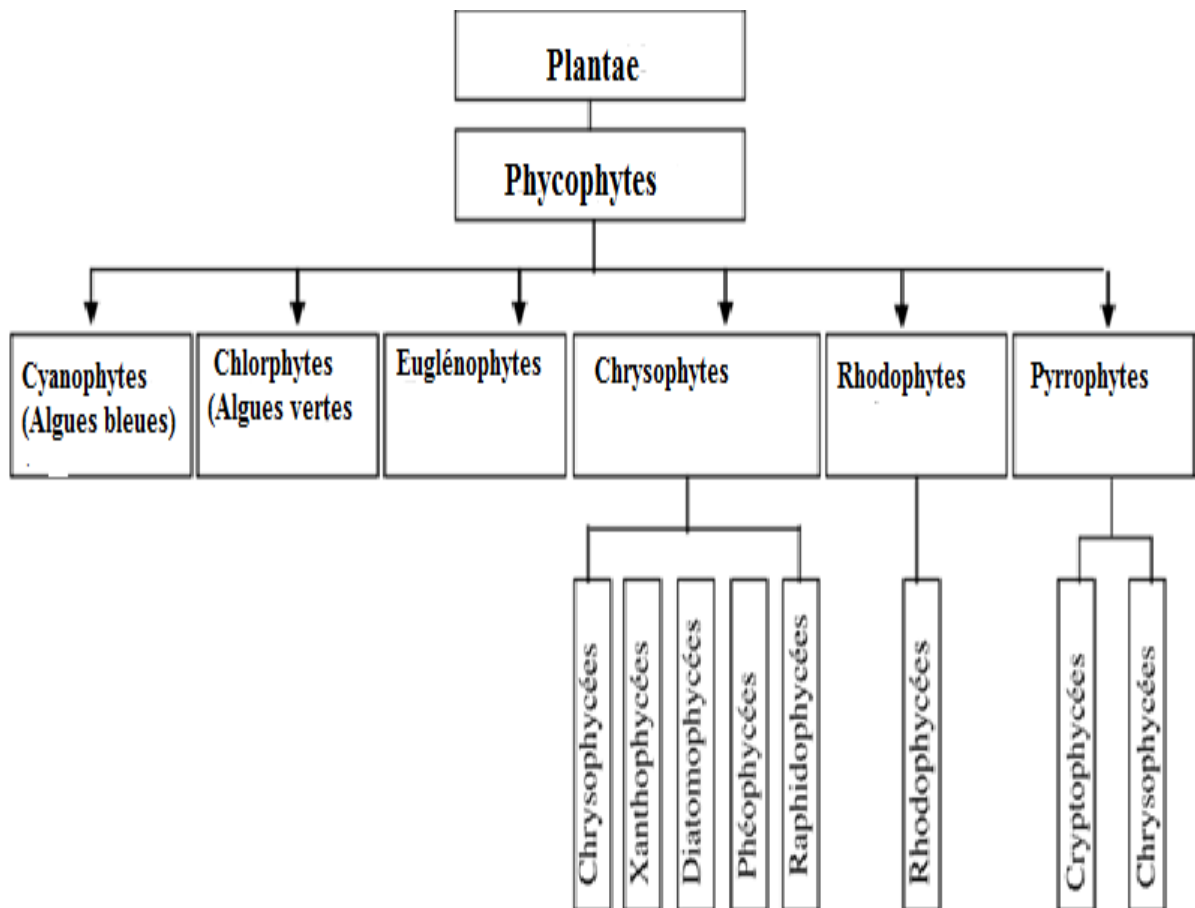 Plantae
Phycophytes
Cyanophytes
(Algues bleues)
.
Chlorphytes
(Algues vertes
Euglénophytes
Chrysophytes
Rhodophytes
Pyrrophytes
Chrysophycées
Xanthophycées
Diatomophycées
Phéophycées
Raphidophycées
Rhodophycées
Cryptophycées
Chrysophycées